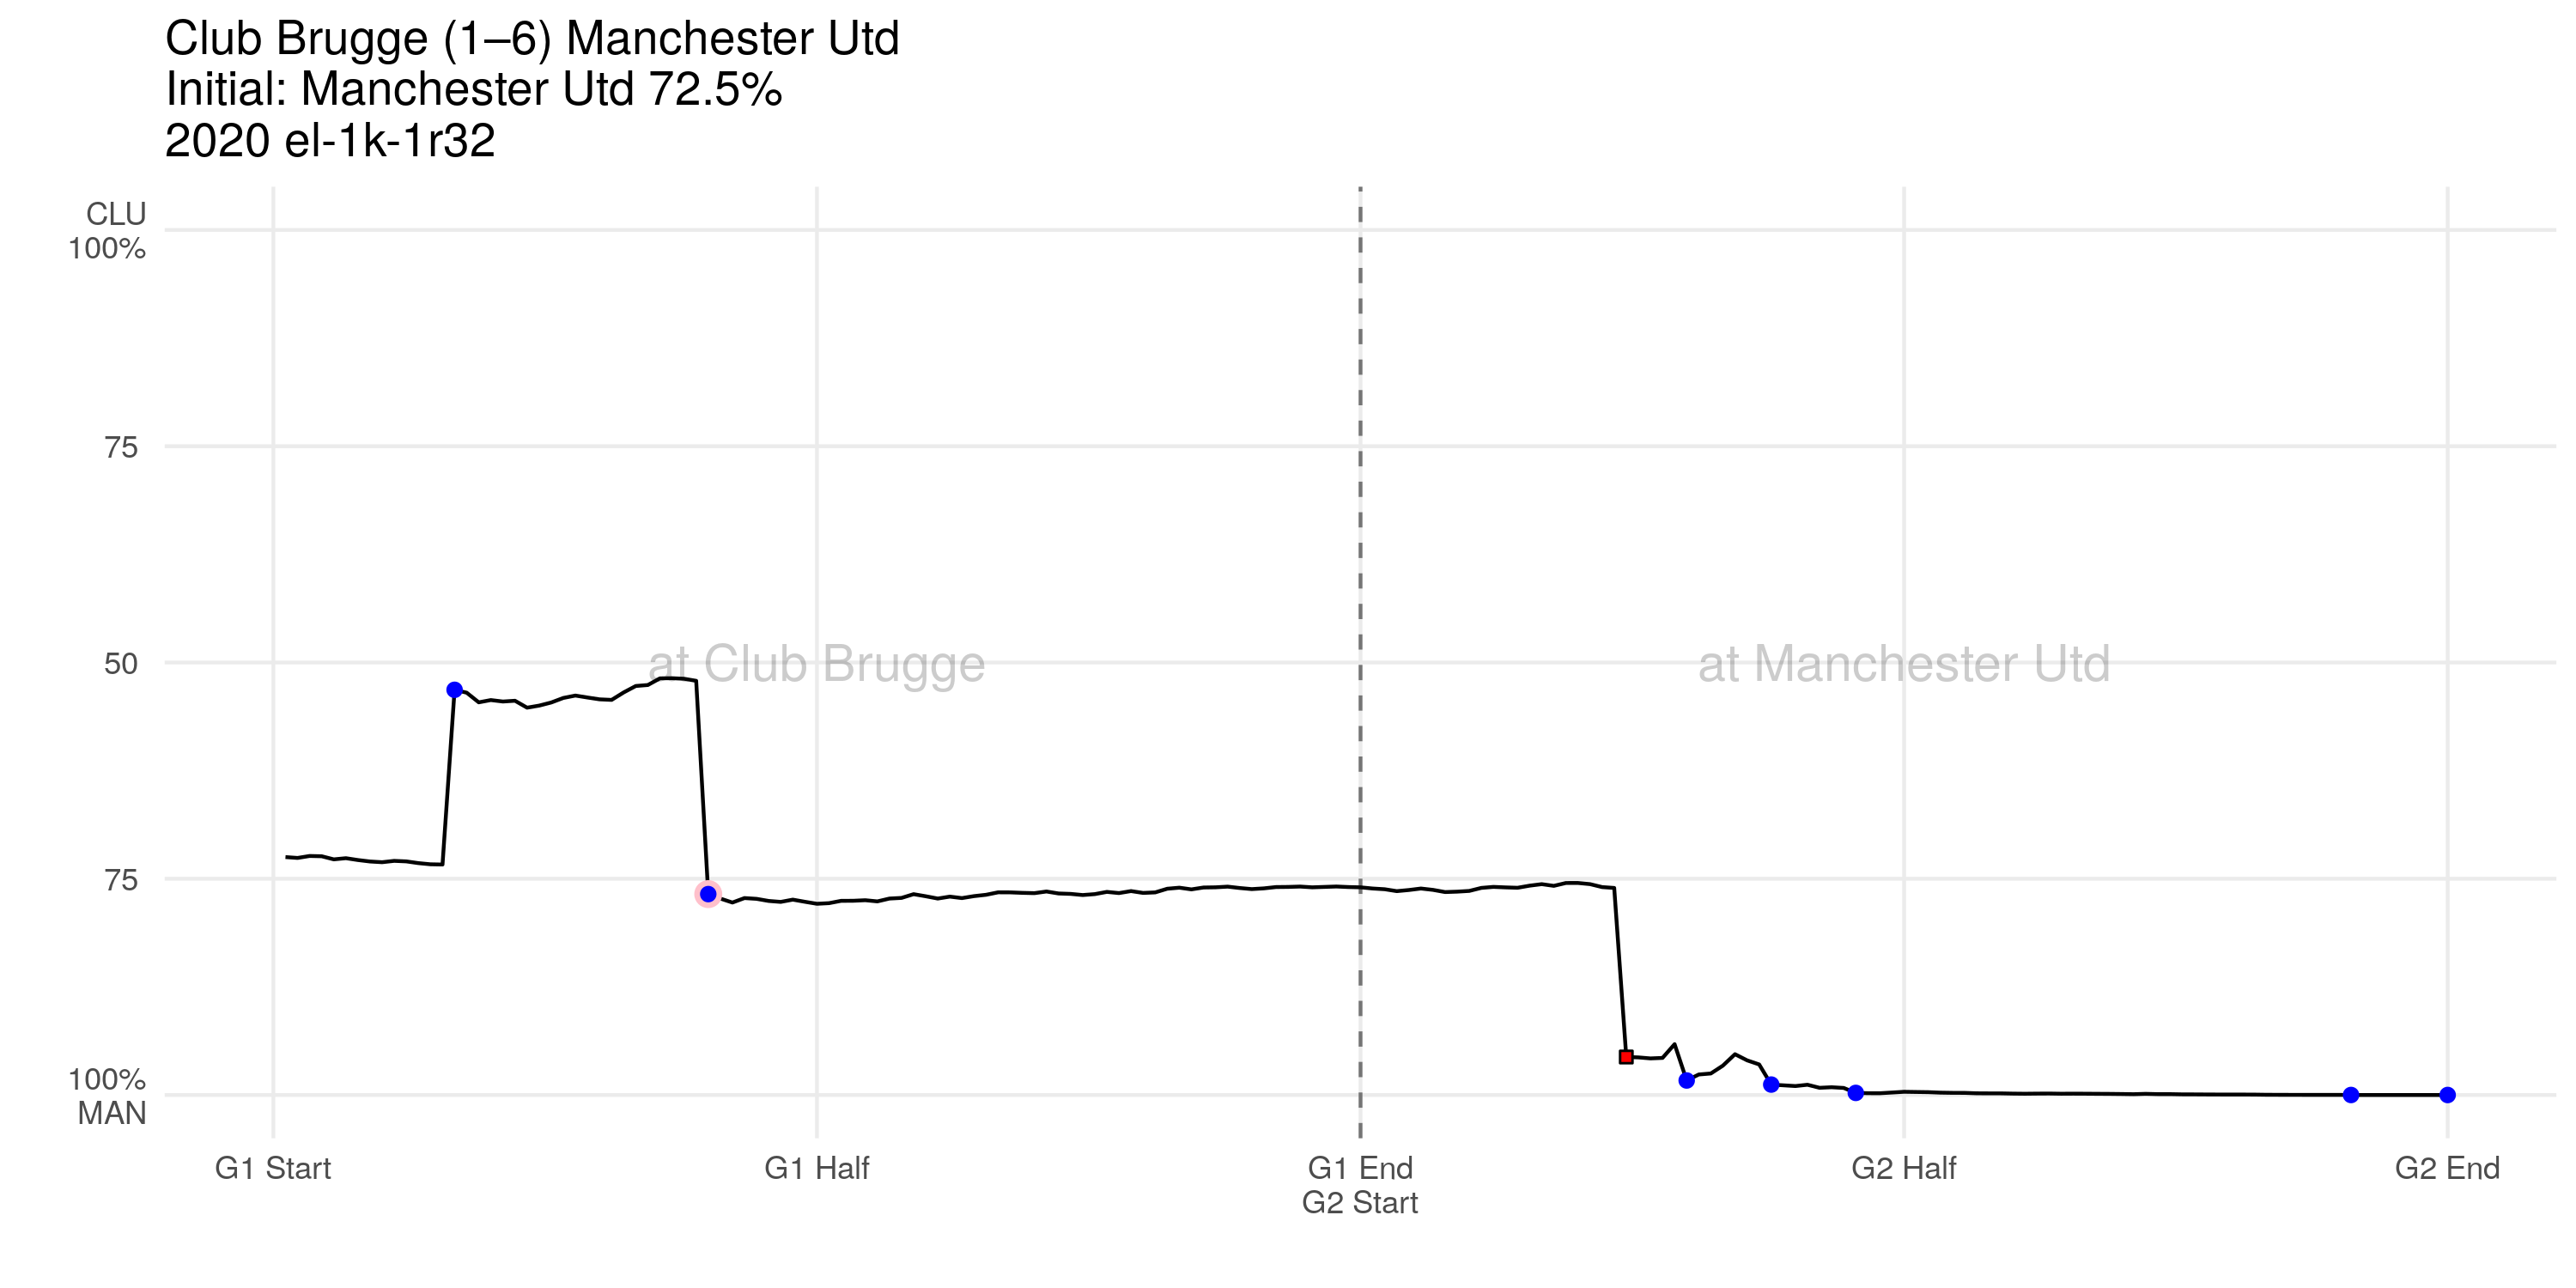 Club Brugge (1–6) Manchester Utd
Initial: Manchester Utd 72.5%
2020 el-1k-1r32
CLU
100%
75
50
75
100%
MAN
at Club Brugge
at Manchester Utd
G1 Start
G1 Half
G1 End
G2 Start
G2 Half
G2 End